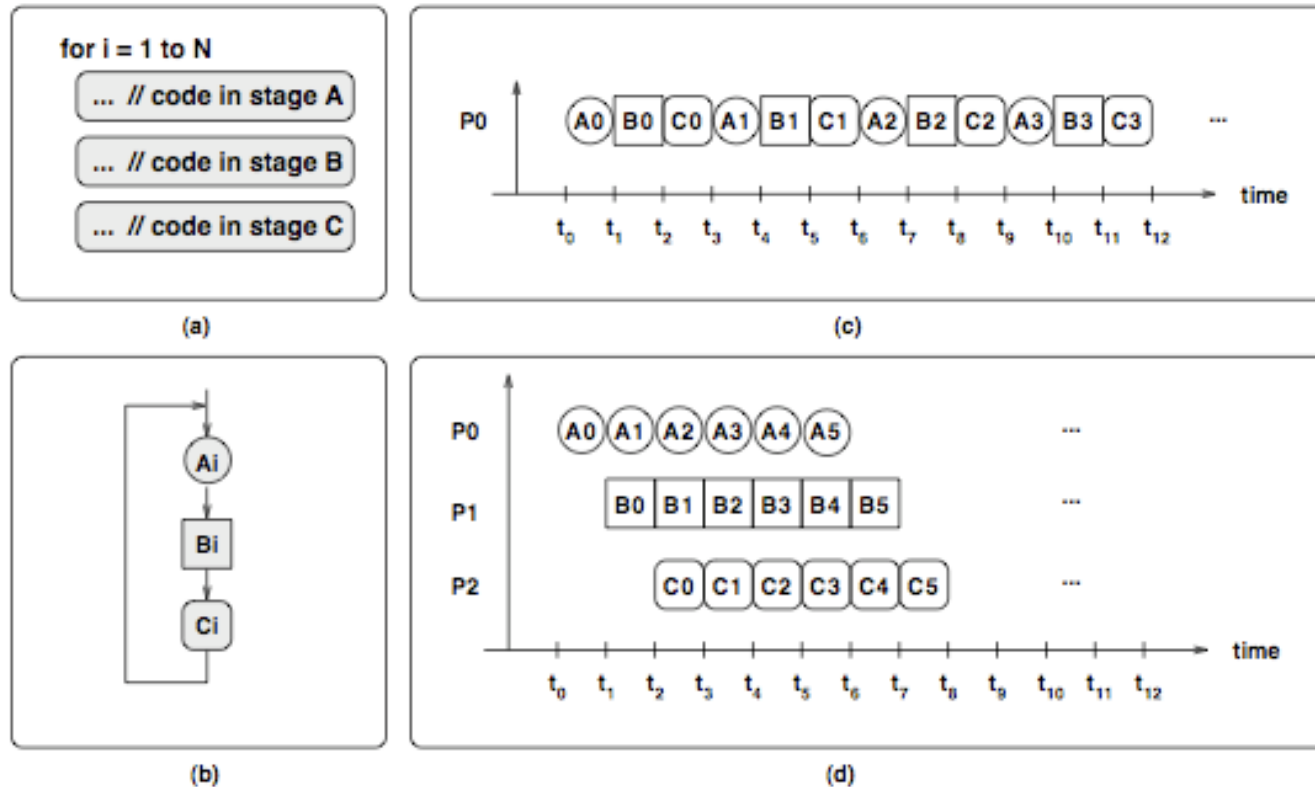 for i = 1 to N
... // code in stage A
... // code in stage B
... // code in stage C
(a)
P0 A0 B0 C0 A1 B1 C1 A2 B2 C2 A3 B3 C3 ...
time
t0 t1 t2 t3 t4 t5 t6 t7 t8 t9 t10 t11 t12
(c)
Ai
Bi
Ci
(b)
P0 A0 A1 A2 A3 A4 A5 ...
P1 B0 B1 B2 B3 B4 B5 ...
P2 C0 C1 C2 C3 C4 C5 ...
time
t0 t1 t2 t3 t4 t5 t6 t7 t8 t9 t10 t11 t12
(d)